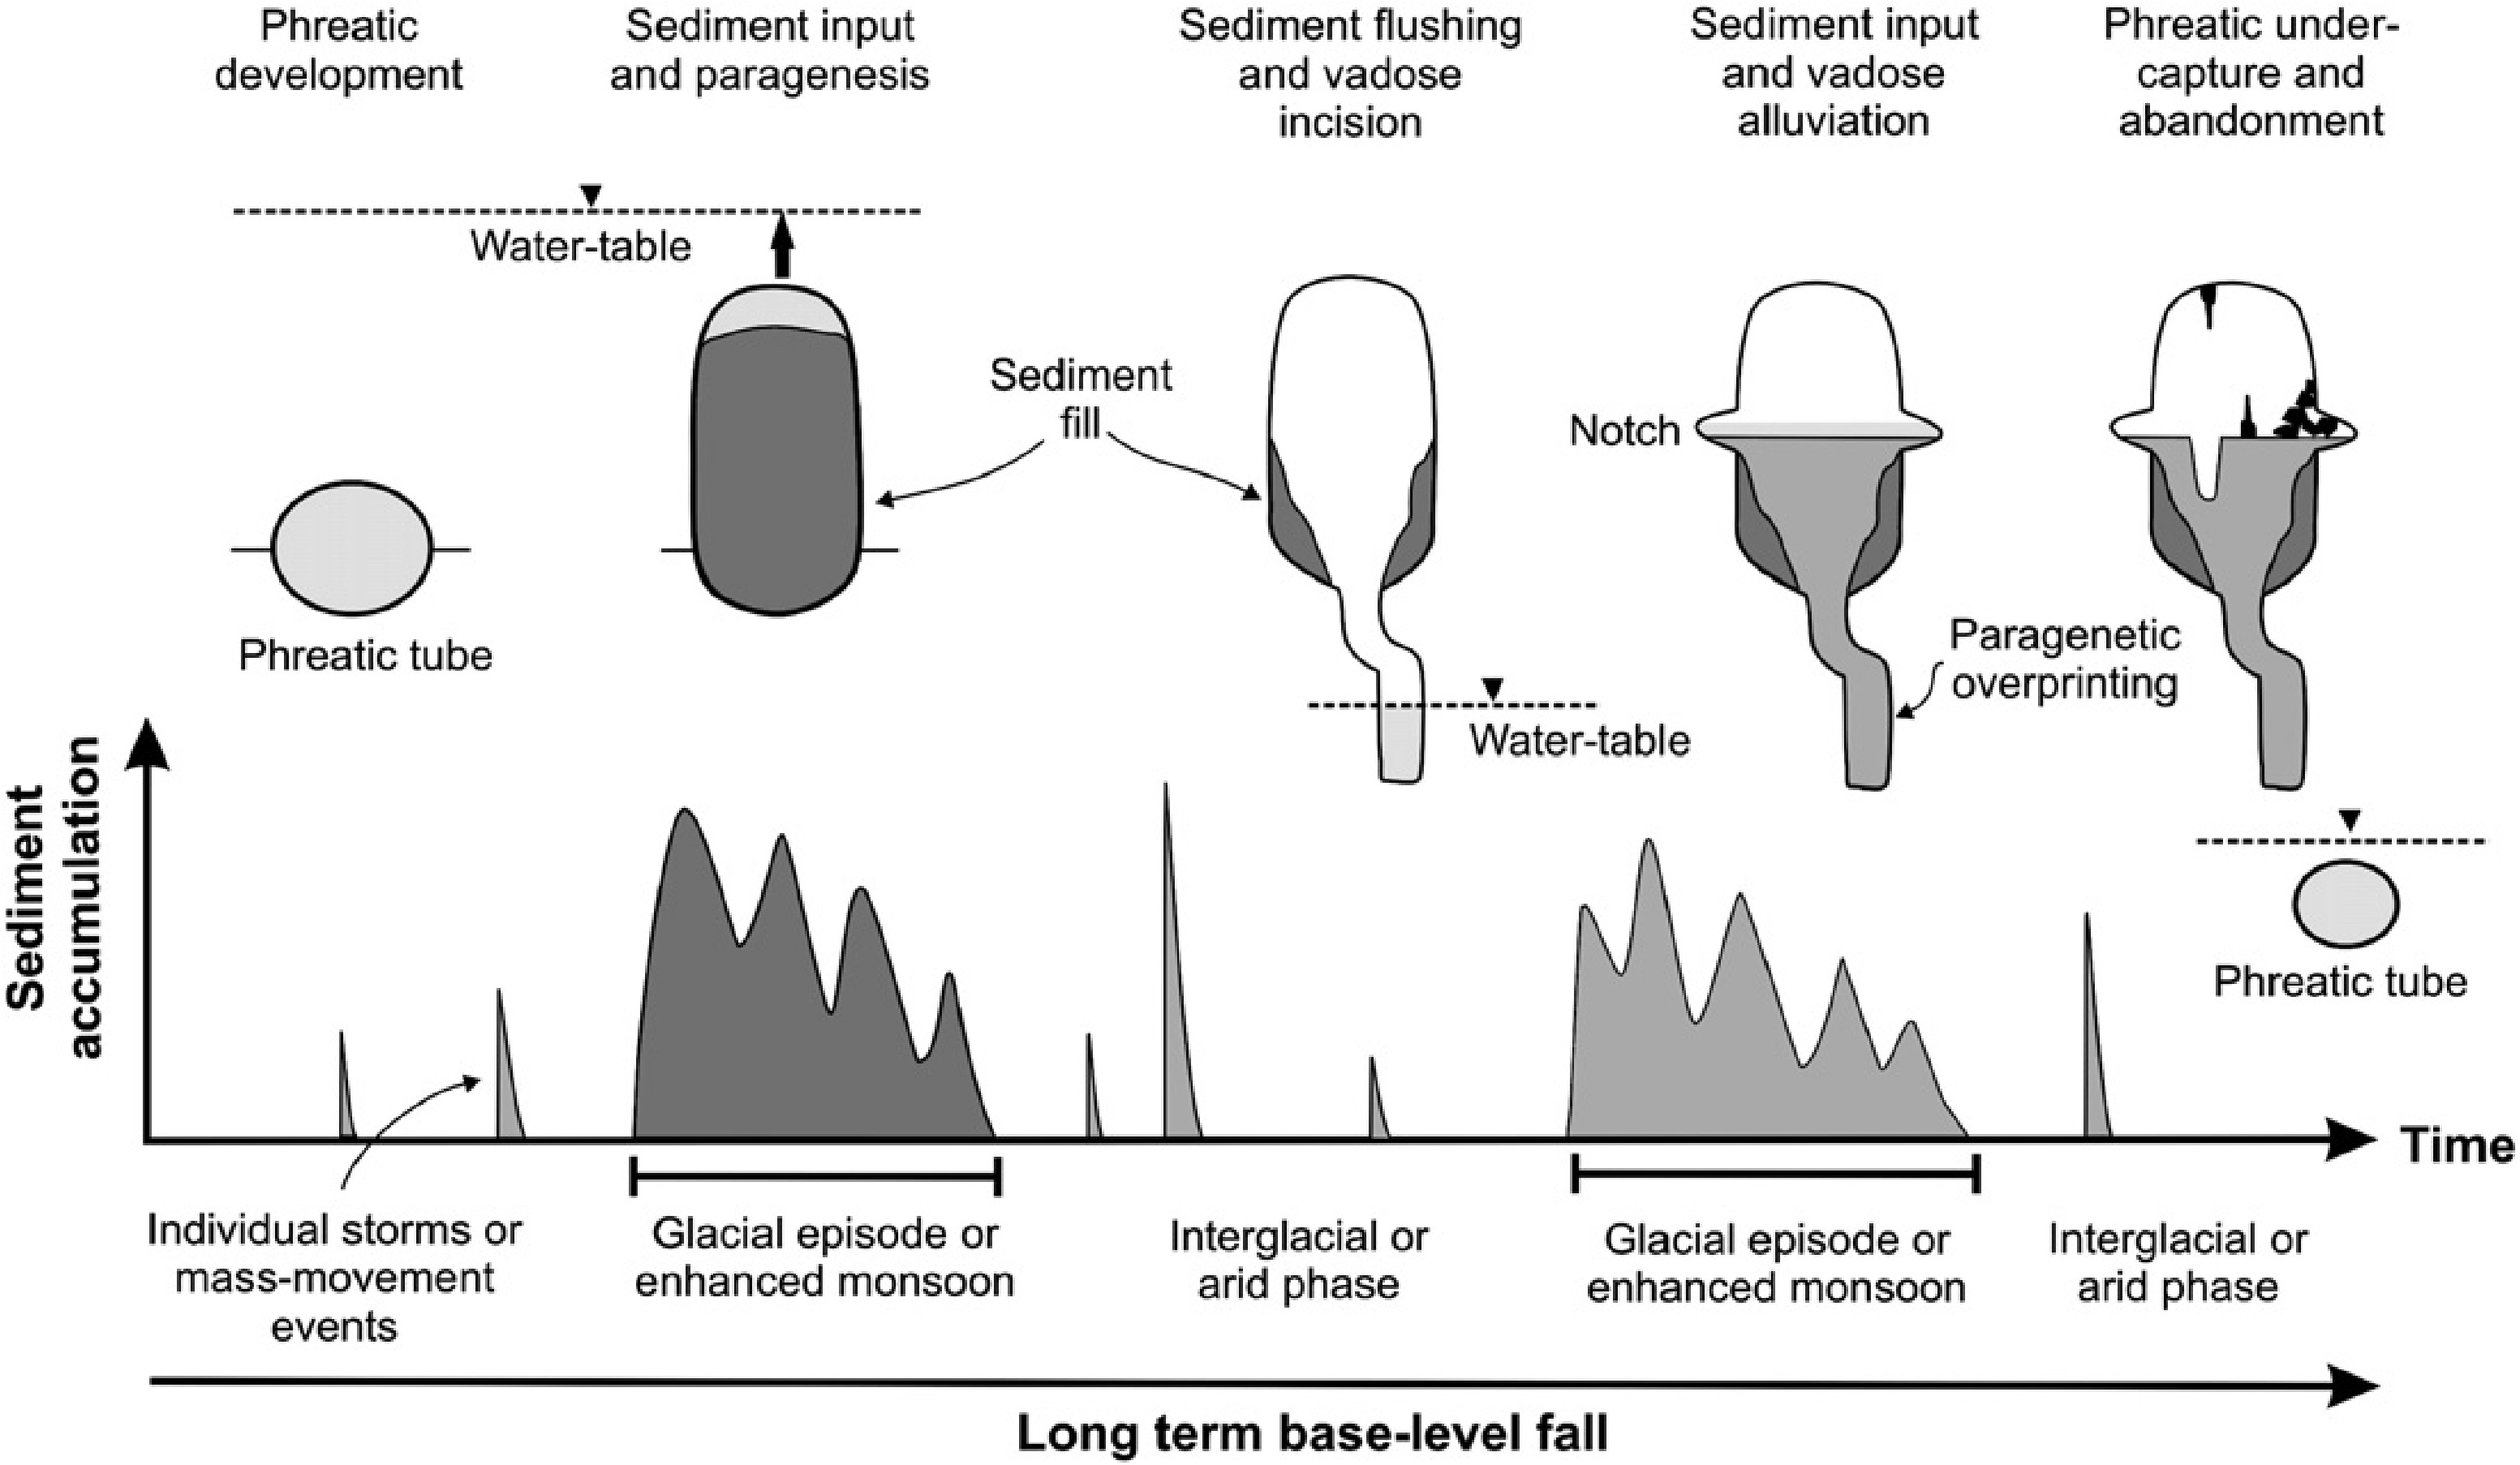 Phreatic
development
Sediment input
and paragenesis
Sediment flushing
and vadose
incision
Sediment input
and vadose
alluviation
Phreatic under-
capture and
abandonment
Water-table
Sediment
fill
Notch
Phreatic tube
Paragenetic
overprinting
Water-table
Phreatic tube
Sediment
accumulation
Time
Individual storms or
mass-movement
events
Glacial episode or
enhanced monsoon
Interglacial or
arid phase
Glacial episode or
enhanced monsoon
Interglacial or
arid phase
Long term base-level fall